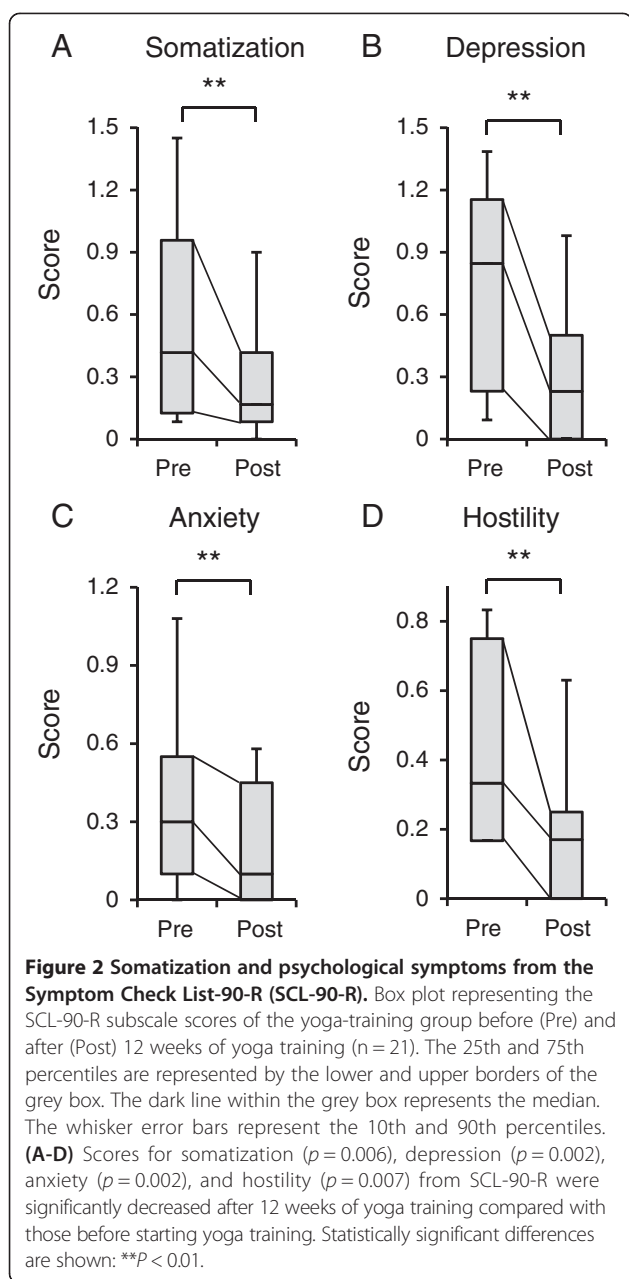 A Somatization
**
1.5
1.2
0.9
0.6
0.3
0
Score
Pre Post
B Depression
**
1.5
1.2
0.9
0.6
0.3
0
Score
Pre Post
C Anxiety
**
1.2
0.9
0.6
0.3
0
Score
Pre Post
D Hostility
**
0.8
0.6
0.4
0.2
0
Score
Pre Post
Figure 2 Somatization and psychological symptoms from the
Symptom Check List-90-R (SCL-90-R). Box plot representing the
SCL-90-R subscale scores of the yoga-training group before (Pre) and
after (Post) 12 weeks of yoga training (n = 21). The 25th and 75th
percentiles are represented by the lower and upper borders of the
grey box. The dark line within the grey box represents the median.
The whisker error bars represent the 10th and 90th percentiles.
(A-D) Scores for somatization (p = 0.006), depression (p = 0.002),
anxiety (p = 0.002), and hostility (p = 0.007) from SCL-90-R were
significantly decreased after 12 weeks of yoga training compared with
those before starting yoga training. Statistically significant differences
are shown: **P < 0.01.